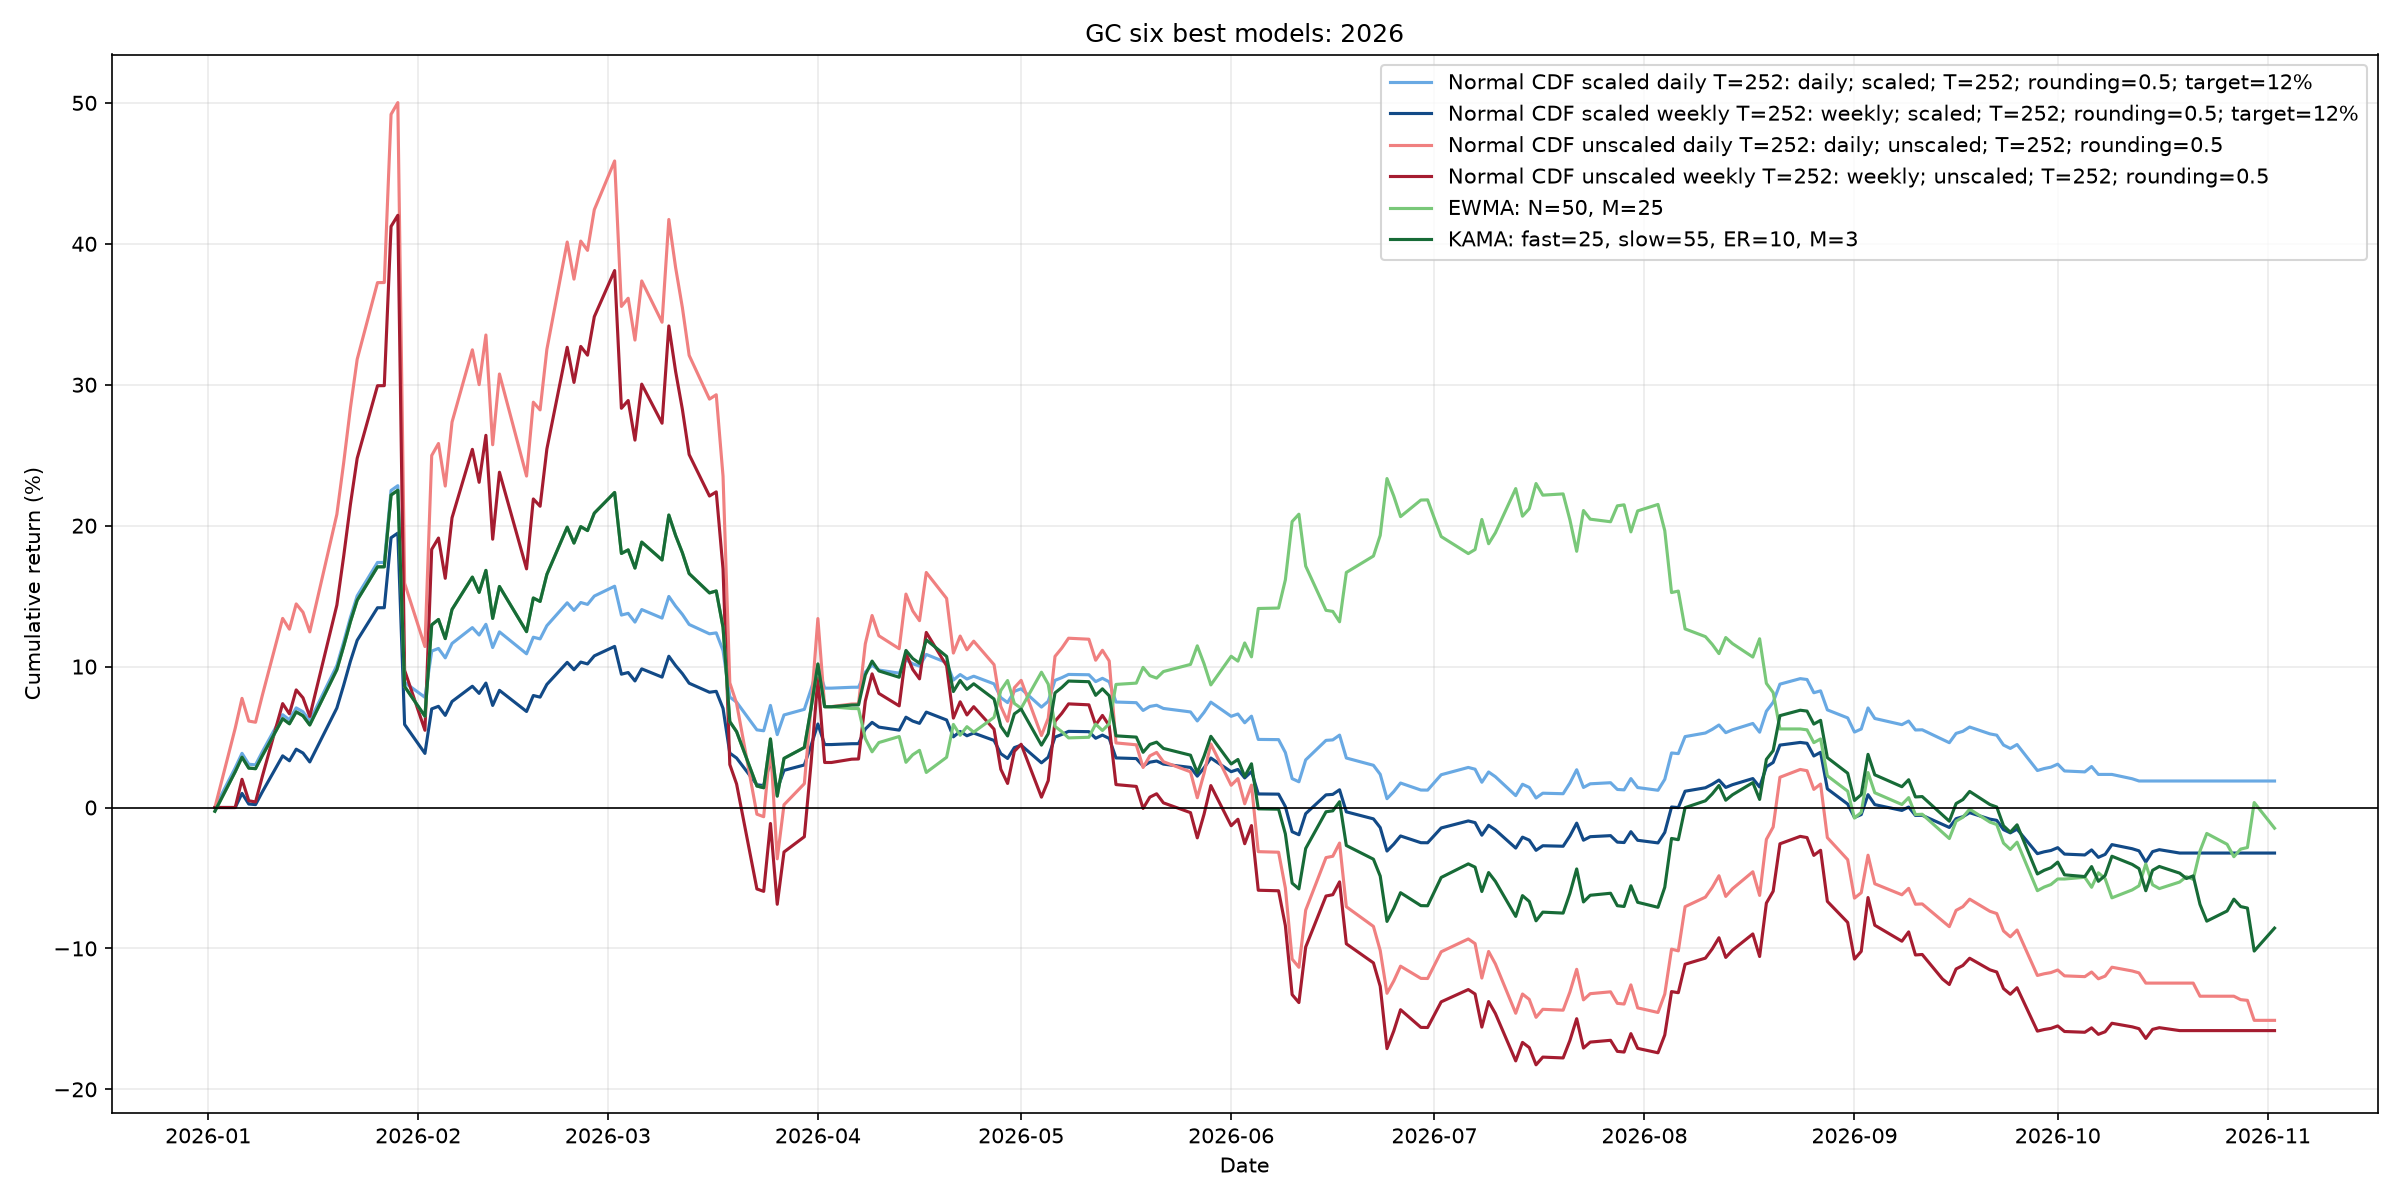 GC six best models: 2026
Normal CDF scaled daily T=252: daily; scaled; T=252; rounding=0.5; target=12%
Normal CDF scaled weekly T=252: weekly; scaled; T=252; rounding=0.5; target=12%
Normal CDF unscaled daily T=252: daily; unscaled; T=252; rounding=0.5
Normal CDF unscaled weekly T=252: weekly; unscaled; T=252; rounding=0.5
EWMA: N=50, M=25
KAMA: fast=25, slow=55, ER=10, M=3
Cumulative return (%)
50
40
30
20
10
0
−10
−20
2026-01 2026-02 2026-03 2026-04 2026-05 2026-06 2026-07 2026-08 2026-09 2026-10 2026-11
Date